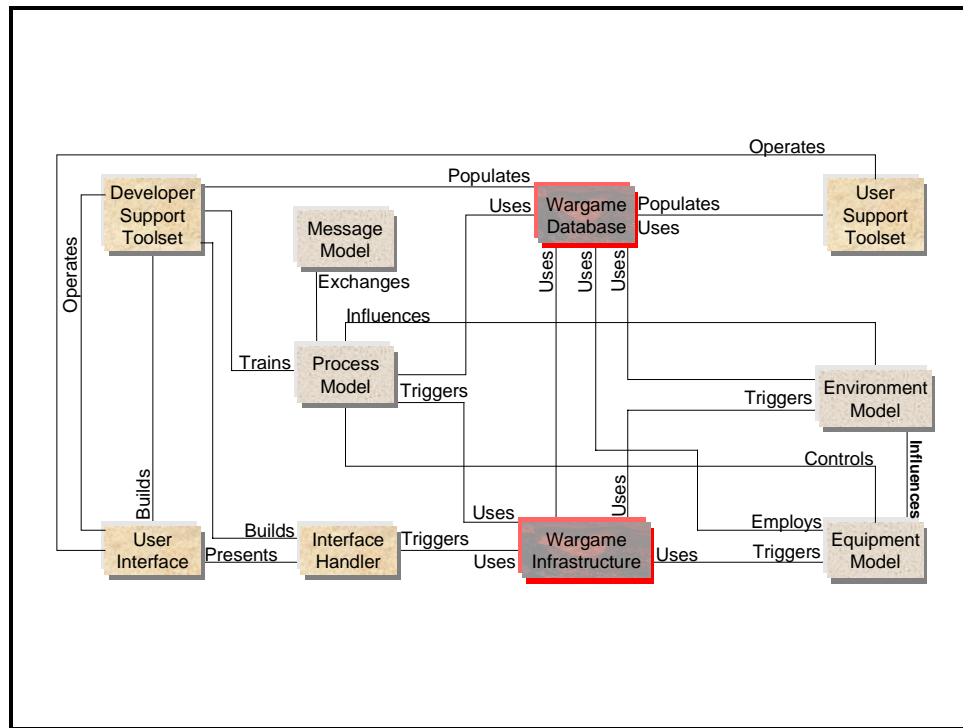 Operates
Developer
Support
Toolset
Populates
Uses
Wargame
Database
Populates
Uses
User
Support
Toolset
Message
Model
Exchanges
Operates
Uses
Uses
Uses
Influences
Trains
Process
Model
Triggers
Triggers
Environment
Model
Influences
Controls
Builds
Uses
Uses
Employs
User
Interface
Presents
Builds
Interface
Handler
Triggers
Uses
Wargame
Infrastructure
Uses
Triggers
Equipment
Model